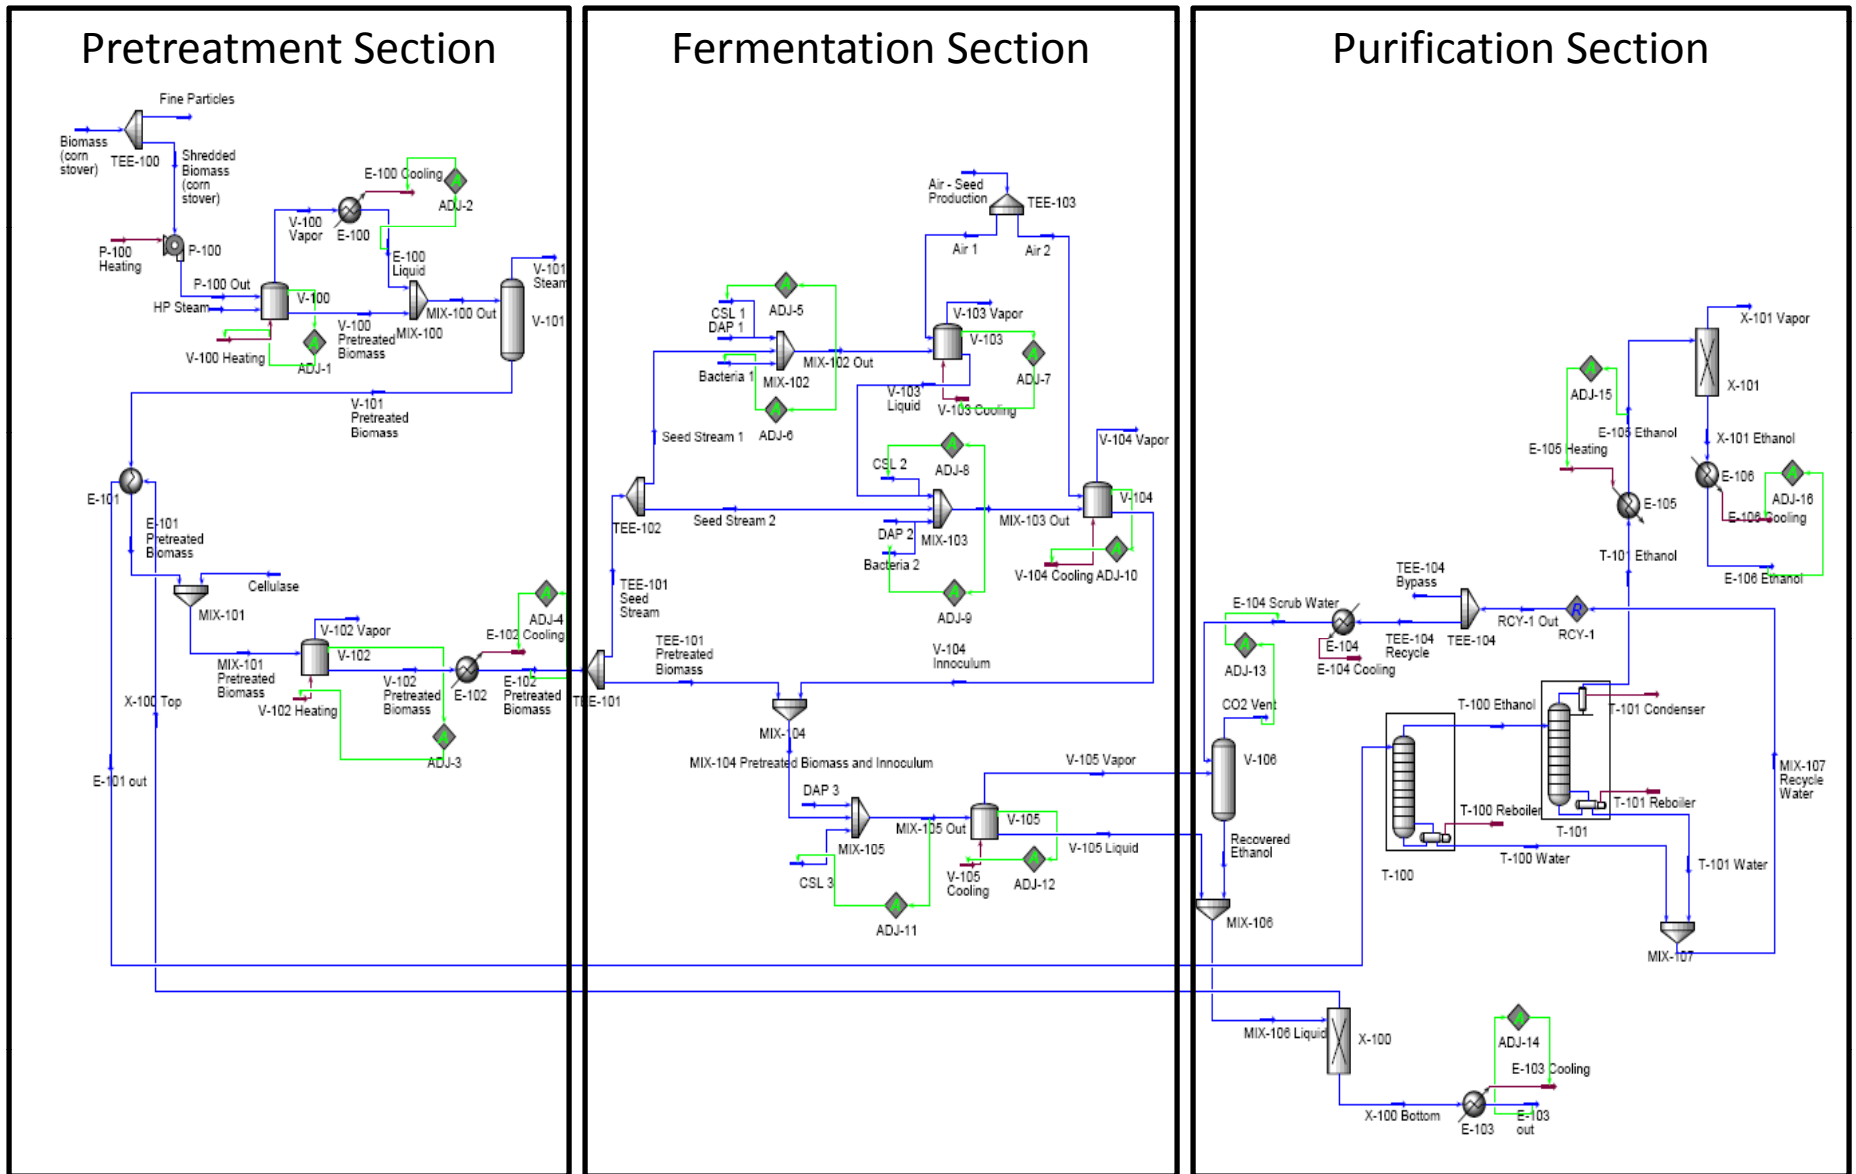 Pretreatment Section
Fermentation Section
Purification Section
Fine Particles
Biomass
(corn
stover)
TEE-100
Shredded
Biomass
(corn
stover)
P-100
Heating
P-100
P-100 Out
HP Steam
V-100
Vapor
E-100
E-100 Cooling
A
ADJ-2
E-100
Liquid
V-100
V-100 Heating
A
ADJ-1
V-100
Pretreated
Biomass
MIX-100
MIX-100 Out
V-101
Steam
V-101
V-101
Pretreated
Biomass
E-101
E-101
Pretreated
Biomass
Cellulase
MIX-101
MIX-101
Pretreated
Biomass
V-102 Vapor
V-102
V-102 Heating
V-102
Pretreated
Biomass
A
ADJ-3
A
ADJ-4
E-102 Cooling
E-102
E-102
Pretreated
Biomass
X-100 Top
E-101 out
TEE-101
TEE-101
Seed
Stream
TEE-101
Pretreated
Biomass
TEE-102
Seed Stream 1
Seed Stream 2
CSL 1
DAP 1
Bacteria 1
A
ADJ-5
MIX-102
MIX-102 Out
A
ADJ-6
Air - Seed
Production
TEE-103
Air 1
Air 2
V-103 Vapor
V-103
A
ADJ-7
V-103
Liquid
V-103 Cooling
A
ADJ-8
CSL 2
DAP 2
MIX-103
Bacteria 2
MIX-103 Out
A
ADJ-9
V-104 Vapor
V-104
V-104 Cooling
A
ADJ-10
V-104
Innoculum
MIX-104
MIX-104 Pretreated Biomass and Innoculum
DAP 3
MIX-105
CSL 3
MIX-105 Out
A
ADJ-11
V-105 Vapor
V-105
V-105 Liquid
V-105
Cooling
A
ADJ-12
X-101 Vapor
X-101
A
ADJ-15
E-105 Ethanol
E-105 Heating
E-105
X-101 Ethanol
E-106
A
ADJ-16
E-106 Cooling
E-106 Ethanol
T-101 Ethanol
TEE-104
Bypass
TEE-104
R
RCY-1 Out
RCY-1
E-104 Scrub Water
E-104
TEE-104
Recycle
E-104 Cooling
A
ADJ-13
CO2 Vent
V-106
Recovered
Ethanol
MIX-106
T-100 Ethanol
T-101 Condenser
T-100 Reboiler
T-101 Reboiler
T-101
T-100 Water
T-101 Water
T-100
MIX-107
Recycle
Water
MIX-107
MIX-106 Liquid
X-100
A
ADJ-14
E-103 Cooling
X-100 Bottom
E-103
E-103
out